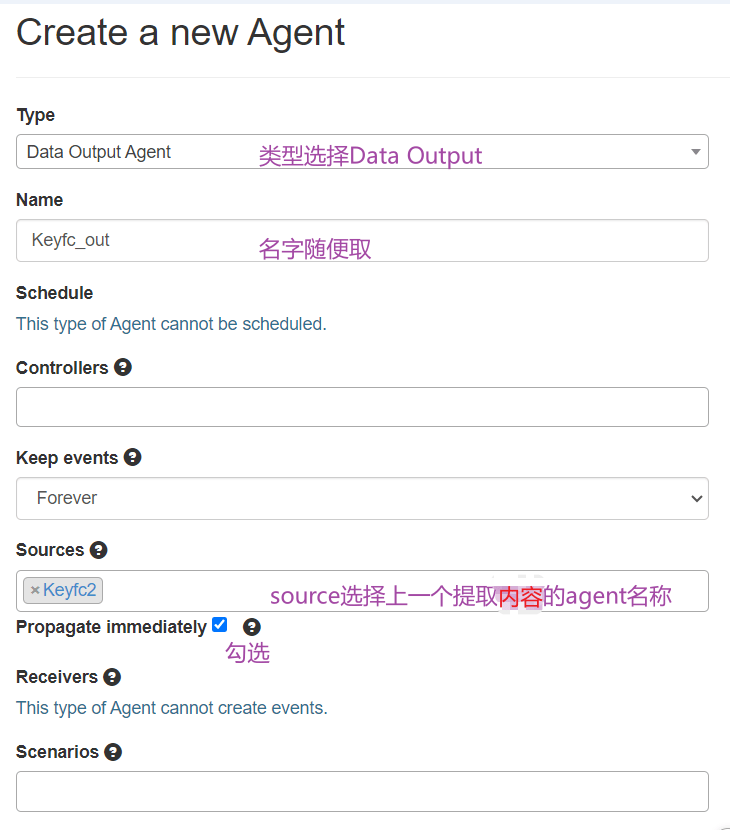 Create a new Agent
Type
Data Output Agent 类型选择Data Output
Name
Keyfc_out 名字随便取
Schedule
This type of Agent cannot be scheduled.
Controllers ?
Keep events ?
Forever
Sources ?
×Keyfc2 source选择上一个提取内容的agent名称
Propagate immediately ?
勾选
Receivers ?
This type of Agent cannot create events.
Scenarios ?